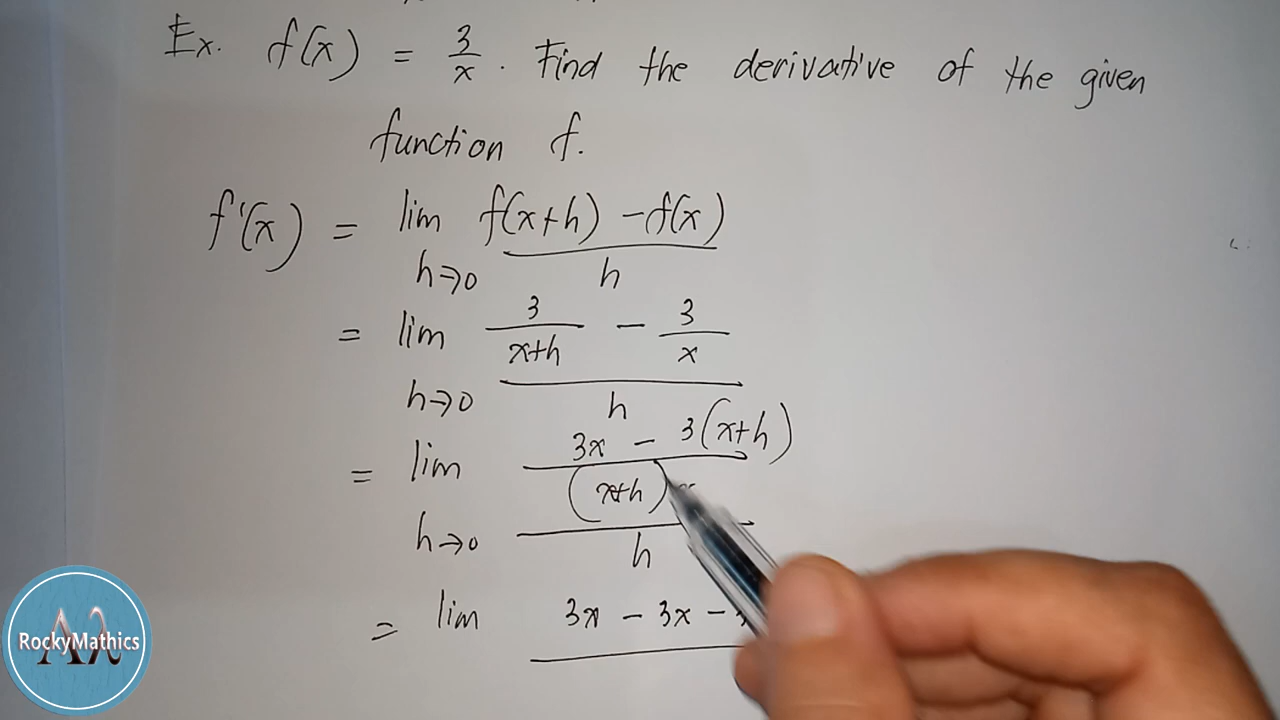 Ex. f(x) = 3/x . Find the derivative of the given
function f.
f'(x) = lim f(x+h) - f(x)
h→0 h
= lim 3/(x+h) - 3/x
h→0 h
= lim 3x - 3(x+h)
(x+h)
h→0 h
= lim 3x - 3x -
RockyMathics